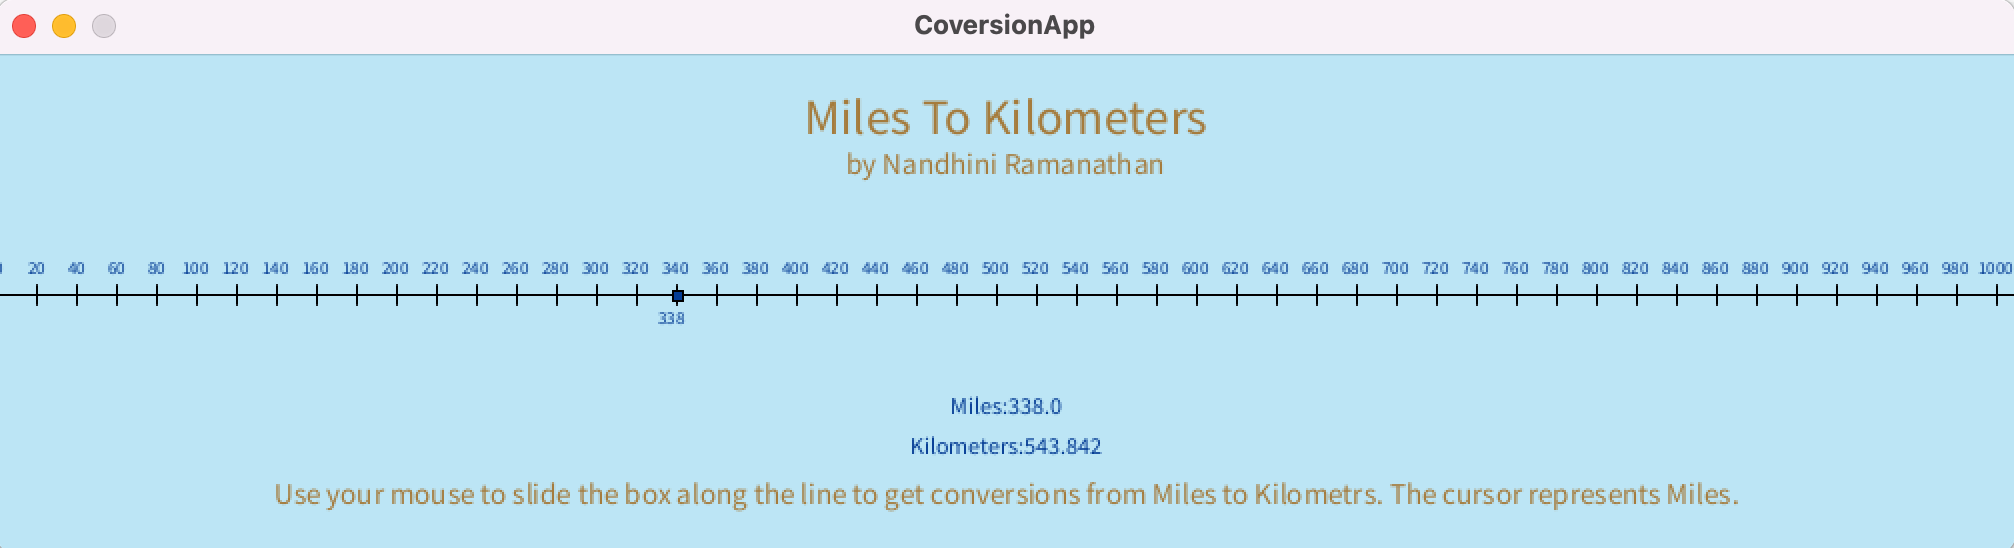 CoversionApp
Miles To Kilometers
by Nandhini Ramanathan
20 40 60 80 100 120 140 160 180 200 220 240 260 280 300 320 340 360 380 400 420 440 460 480 500 520 540 560 580 600 620 640 660 680 700 720 740 760 780 800 820 840 860 880 900 920 940 960 980 1000
338
Miles:338.0
Kilometers:543.842
Use your mouse to slide the box along the line to get conversions from Miles to Kilometrs. The cursor represents Miles.